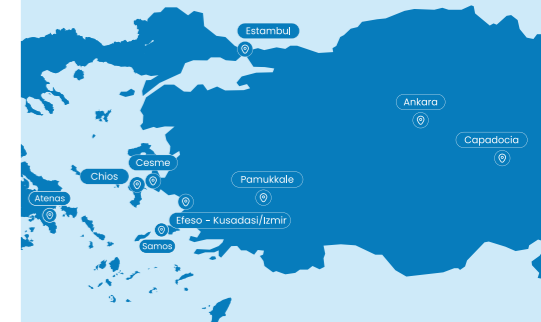 Estambul
Ankara
Capadocia
Cesme
Chios
Pamukkale
Atenas
Efeso - Kusadasi/Izmir
Samos